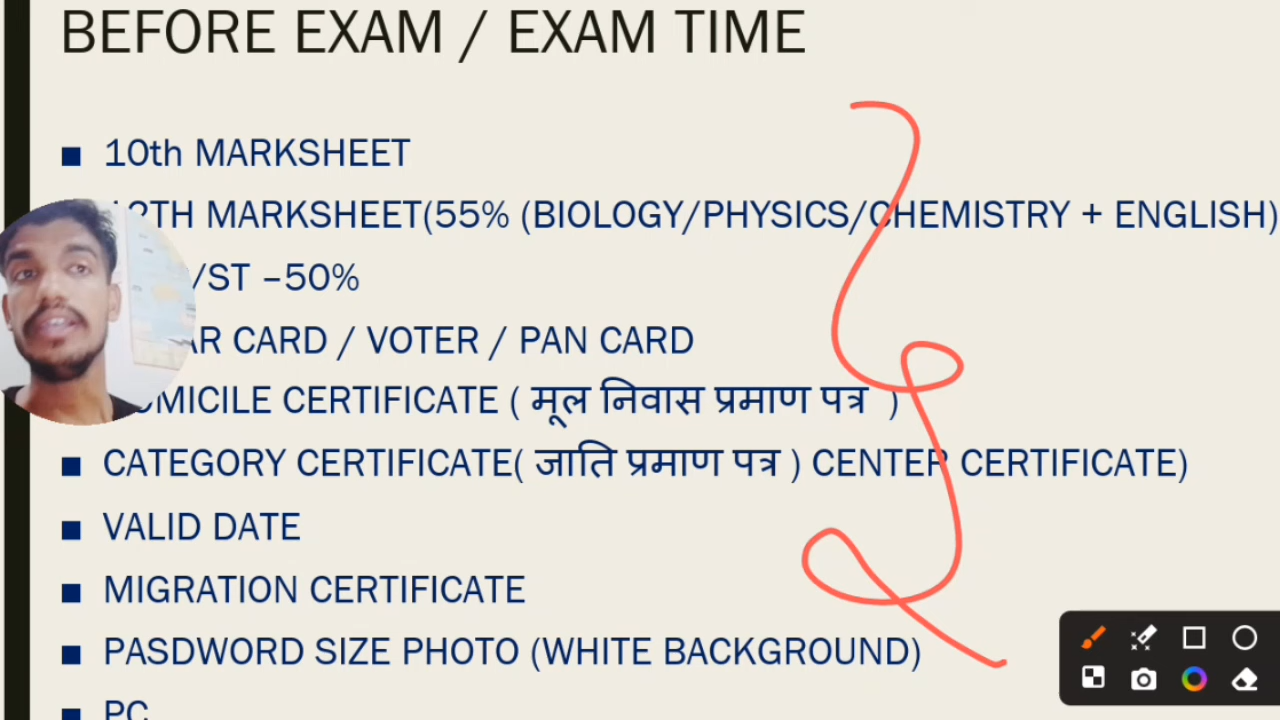 BEFORE EXAM / EXAM TIME
■ 10th MARKSHEET
12TH MARKSHEET(55% (BIOLOGY/PHYSICS/CHEMISTRY + ENGLISH)
/ST –50%
AR CARD / VOTER / PAN CARD
OMICILE CERTIFICATE ( मूल निवास प्रमाण पत्र )
■ CATEGORY CERTIFICATE( जाति प्रमाण पत्र ) CENTER CERTIFICATE)
■ VALID DATE
■ MIGRATION CERTIFICATE
■ PASDWORD SIZE PHOTO (WHITE BACKGROUND)
■ PC